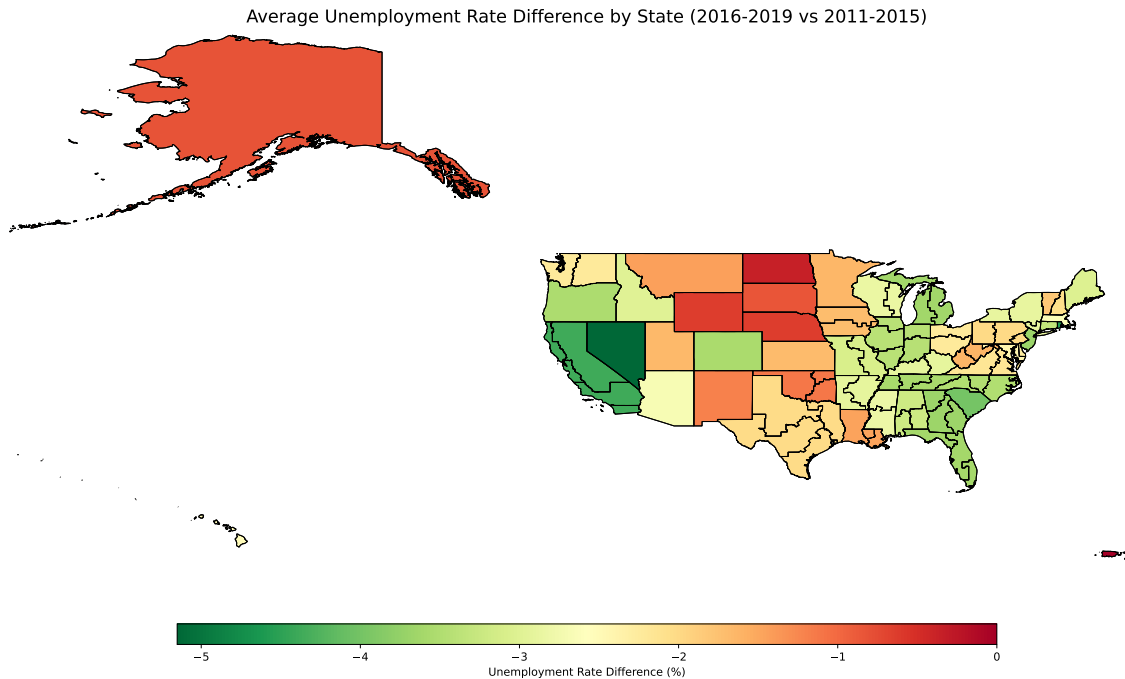 Average Unemployment Rate Difference by State (2016-2019 vs 2011-2015)
−5 −4 −3 −2 −1 0
Unemployment Rate Difference (%)